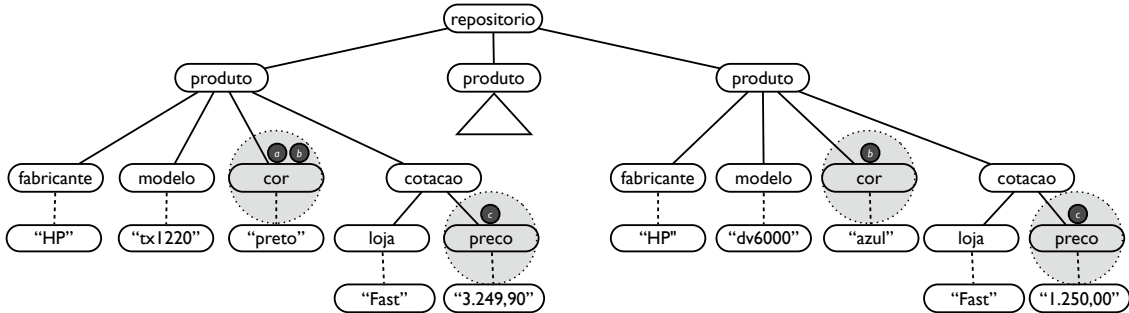 repositorio
produto produto produto
a b b
fabricante modelo cor cotacao fabricante modelo cor cotacao
c c
“HP” “tx1220” “preto” loja preco “HP" “dv6000” “azul” loja preco
“Fast” “3.249,90” “Fast” “1.250,00”